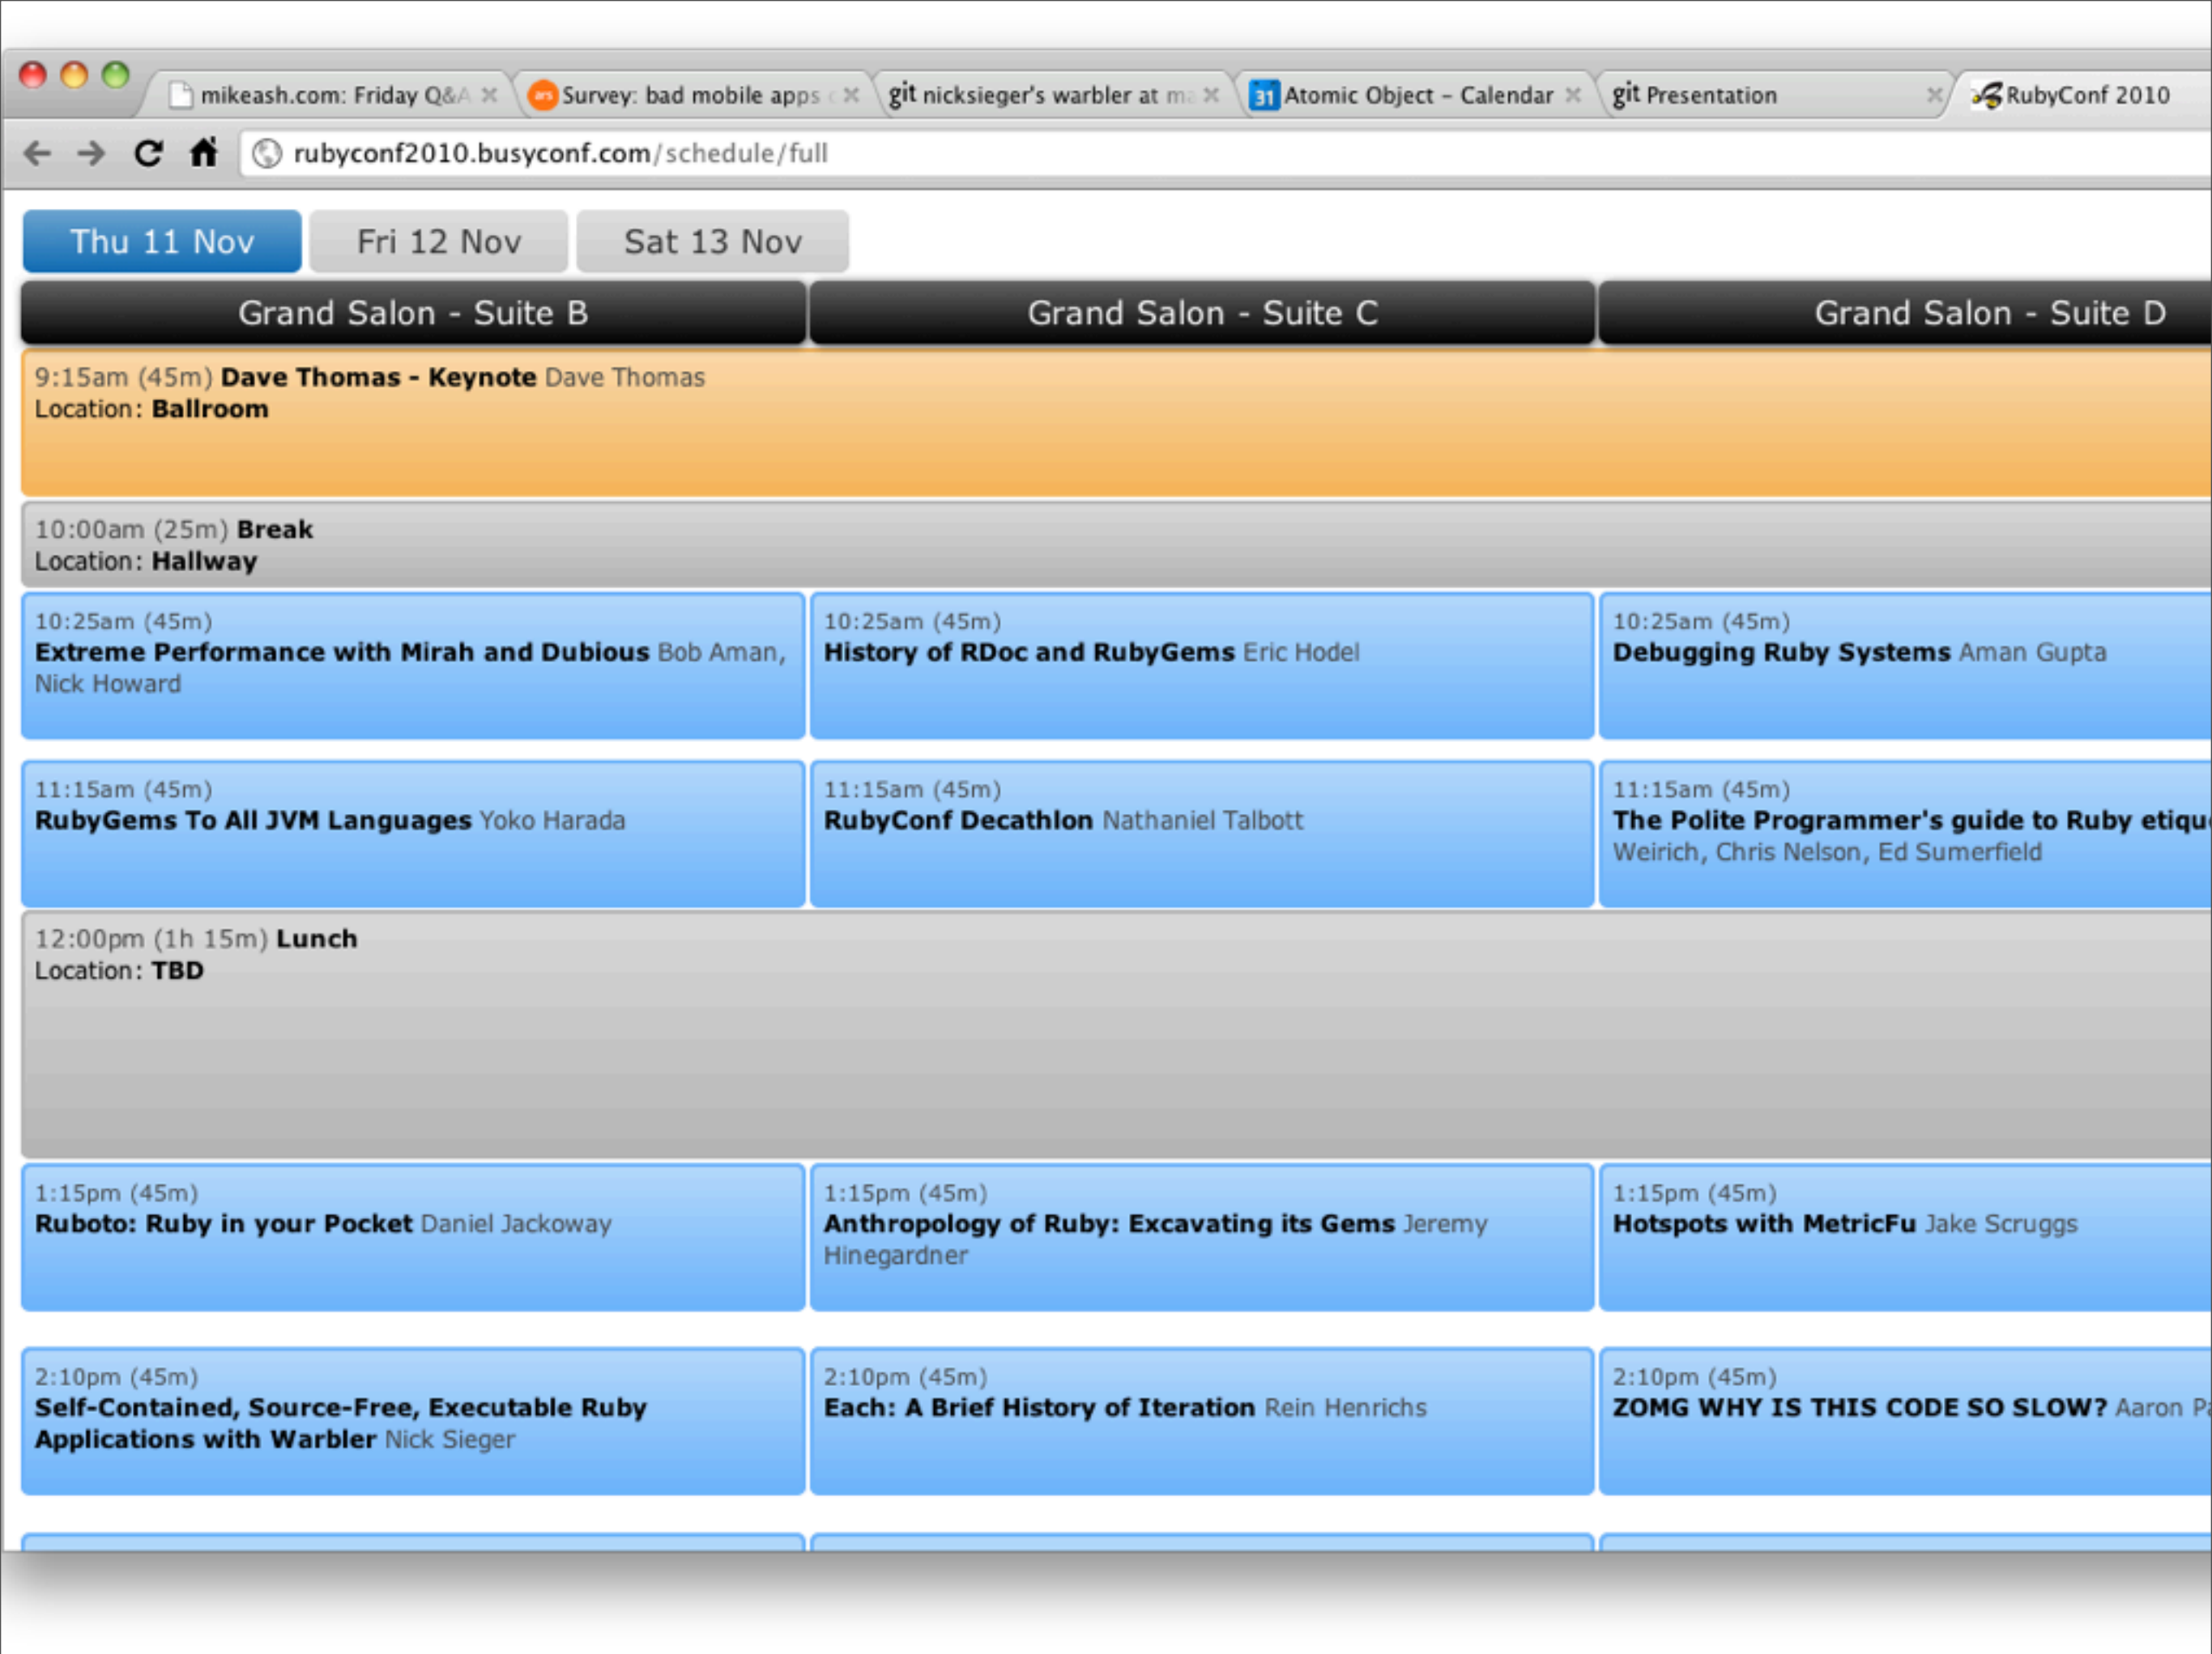 mikeash.com: Friday Q&A
Survey: bad mobile apps
git nicksieger's warbler at ma
31 Atomic Object – Calendar
git Presentation
RubyConf 2010
rubyconf2010.busyconf.com/schedule/full
Thu 11 Nov
Fri 12 Nov
Sat 13 Nov
Grand Salon - Suite B
Grand Salon - Suite C
Grand Salon - Suite D
9:15am (45m) Dave Thomas - Keynote Dave Thomas
Location: Ballroom
10:00am (25m) Break
Location: Hallway
10:25am (45m)
Extreme Performance with Mirah and Dubious Bob Aman,
Nick Howard
10:25am (45m)
History of RDoc and RubyGems Eric Hodel
10:25am (45m)
Debugging Ruby Systems Aman Gupta
11:15am (45m)
RubyGems To All JVM Languages Yoko Harada
11:15am (45m)
RubyConf Decathlon Nathaniel Talbott
11:15am (45m)
The Polite Programmer's guide to Ruby etiqu
Weirich, Chris Nelson, Ed Sumerfield
12:00pm (1h 15m) Lunch
Location: TBD
1:15pm (45m)
Ruboto: Ruby in your Pocket Daniel Jackoway
1:15pm (45m)
Anthropology of Ruby: Excavating its Gems Jeremy
Hinegardner
1:15pm (45m)
Hotspots with MetricFu Jake Scruggs
2:10pm (45m)
Self-Contained, Source-Free, Executable Ruby
Applications with Warbler Nick Sieger
2:10pm (45m)
Each: A Brief History of Iteration Rein Henrichs
2:10pm (45m)
ZOMG WHY IS THIS CODE SO SLOW? Aaron Pa